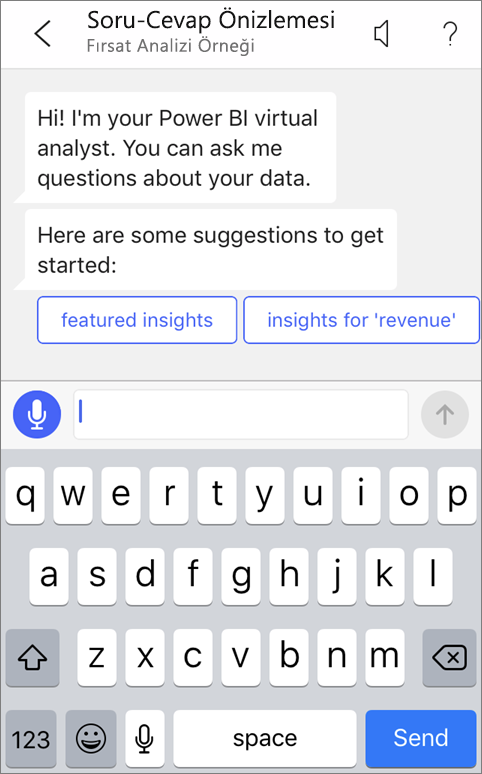 Soru-Cevap Önizlemesi
Fırsat Analizi Örneği
?
Hi! I'm your Power BI virtual
analyst. You can ask me
questions about your data.
Here are some suggestions to get
started:
featured insights insights for 'revenue'
q w e r t y u i o p
a s d f g h j k l
z x c v b n m
123 space Send